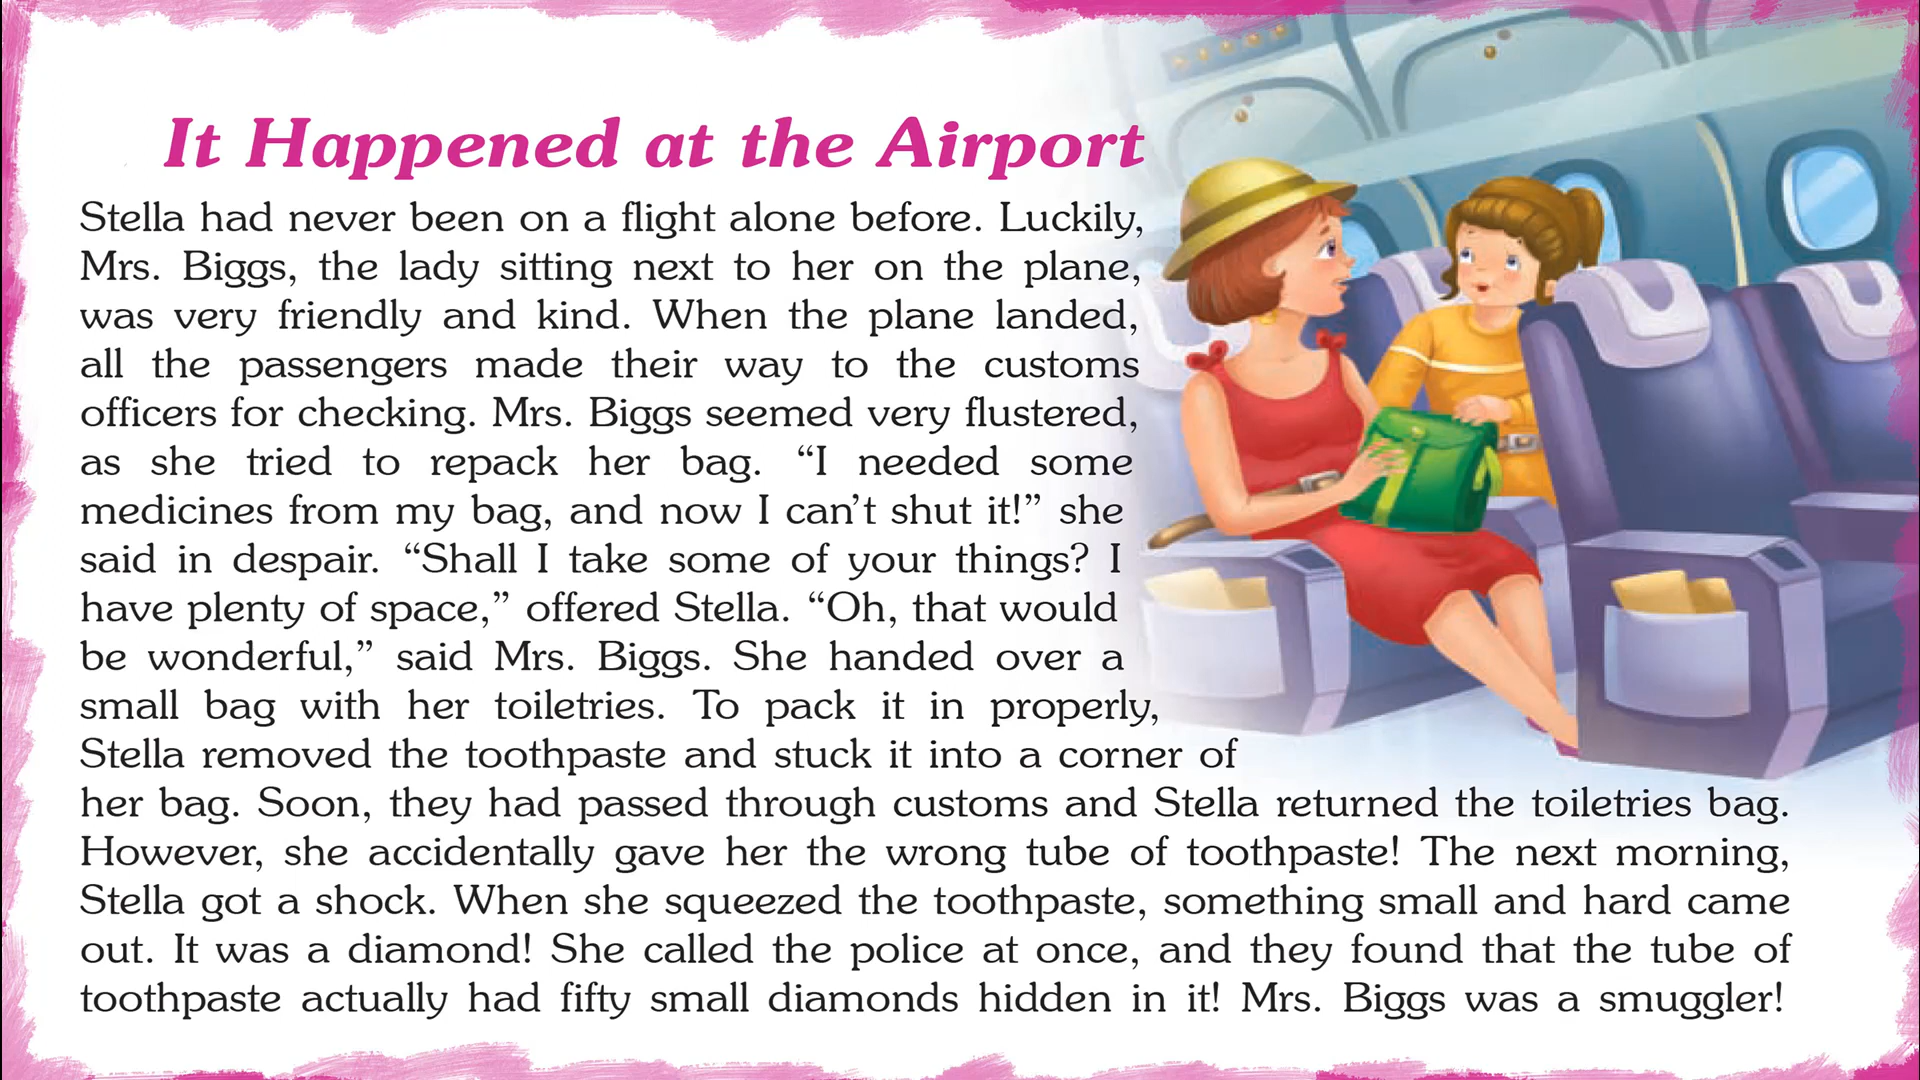 It Happened at the Airport
Stella had never been on a flight alone before. Luckily,
Mrs. Biggs, the lady sitting next to her on the plane,
was very friendly and kind. When the plane landed,
all the passengers made their way to the customs
officers for checking. Mrs. Biggs seemed very flustered,
as she tried to repack her bag. “I needed some
medicines from my bag, and now I can’t shut it!” she
said in despair. “Shall I take some of your things? I
have plenty of space,” offered Stella. “Oh, that would
be wonderful,” said Mrs. Biggs. She handed over a
small bag with her toiletries. To pack it in properly,
Stella removed the toothpaste and stuck it into a corner of
her bag. Soon, they had passed through customs and Stella returned the toiletries bag.
However, she accidentally gave her the wrong tube of toothpaste! The next morning,
Stella got a shock. When she squeezed the toothpaste, something small and hard came
out. It was a diamond! She called the police at once, and they found that the tube of
toothpaste actually had fifty small diamonds hidden in it! Mrs. Biggs was a smuggler!